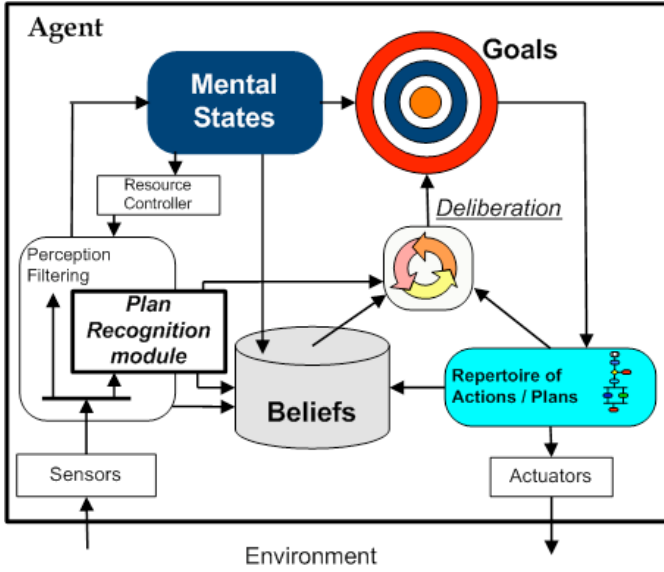 Agent
Mental
States
Goals
Resource
Controller
Deliberation
Perception
Filtering
Plan
Recognition
module
Beliefs
Repertoire of
Actions / Plans
Sensors
Actuators
Environment